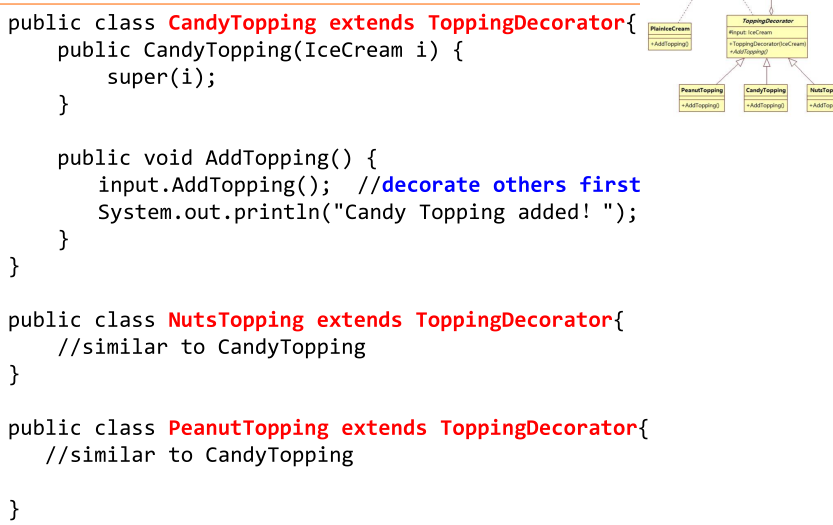 public class CandyTopping extends ToppingDecorator{
    public CandyTopping(IceCream i) {
        super(i);
    }

    public void AddTopping() {
        input.AddTopping();  //decorate others first
        System.out.println("Candy Topping added! ");
    }
}

public class NutsTopping extends ToppingDecorator{
    //similar to CandyTopping
}

public class PeanutTopping extends ToppingDecorator{
   //similar to CandyTopping

}
PlainIceCream
+AddTopping()
ToppingDecorator
#input: IceCream
+ToppingDecorator(IceCream)
+AddTopping()
PeanutTopping
+AddTopping()
CandyTopping
+AddTopping()
NutsTop
+AddTop